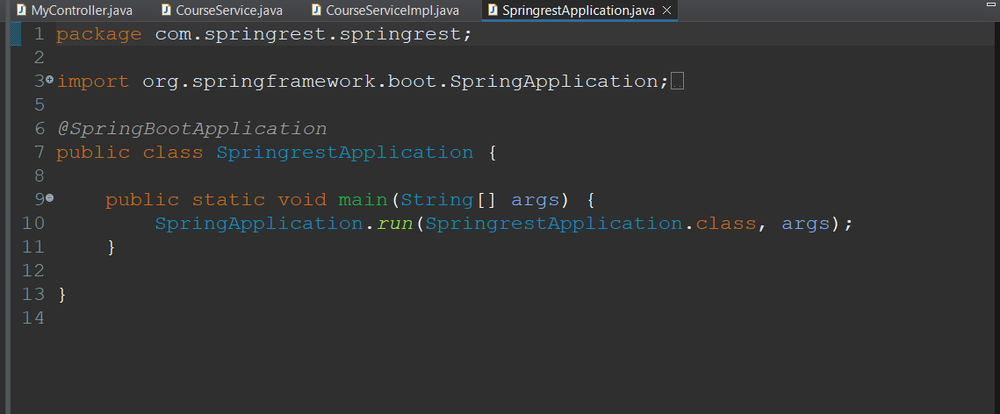 MyController.java CourseService.java CourseServiceImpl.java SpringrestApplication.java
1 package com.springrest.springrest;
2
3 import org.springframework.boot.SpringApplication;
5
6 @SpringBootApplication
7 public class SpringrestApplication {
8
9 public static void main(String[] args) {
10 SpringApplication.run(SpringrestApplication.class, args);
11 }
12
13 }
14